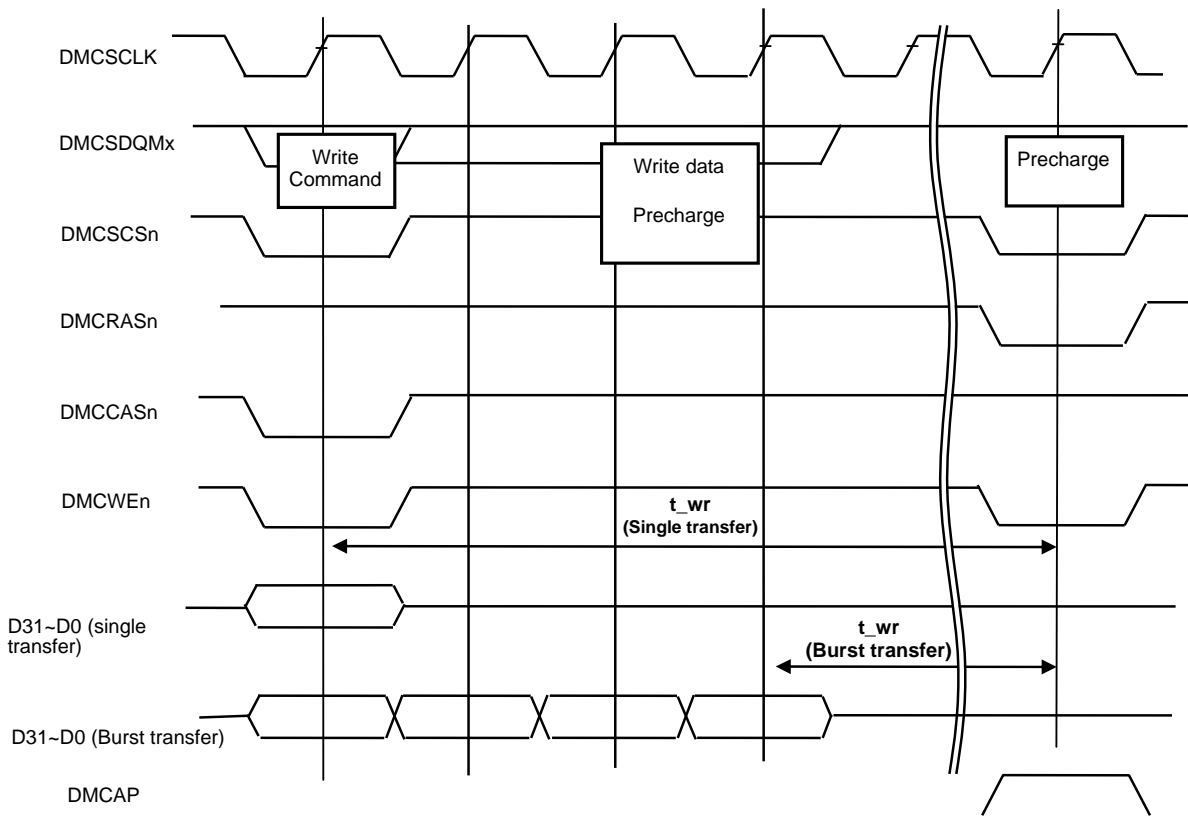 DMCSCLK
DMCSDQMx
Write
Command
Write data
Precharge
Precharge
DMCSCSn
DMCRASn
DMCCASn
DMCWEn
t_wr
(Single transfer)
D31~D0 (single
transfer)
t_wr
(Burst transfer)
D31~D0 (Burst transfer)
DMCAP